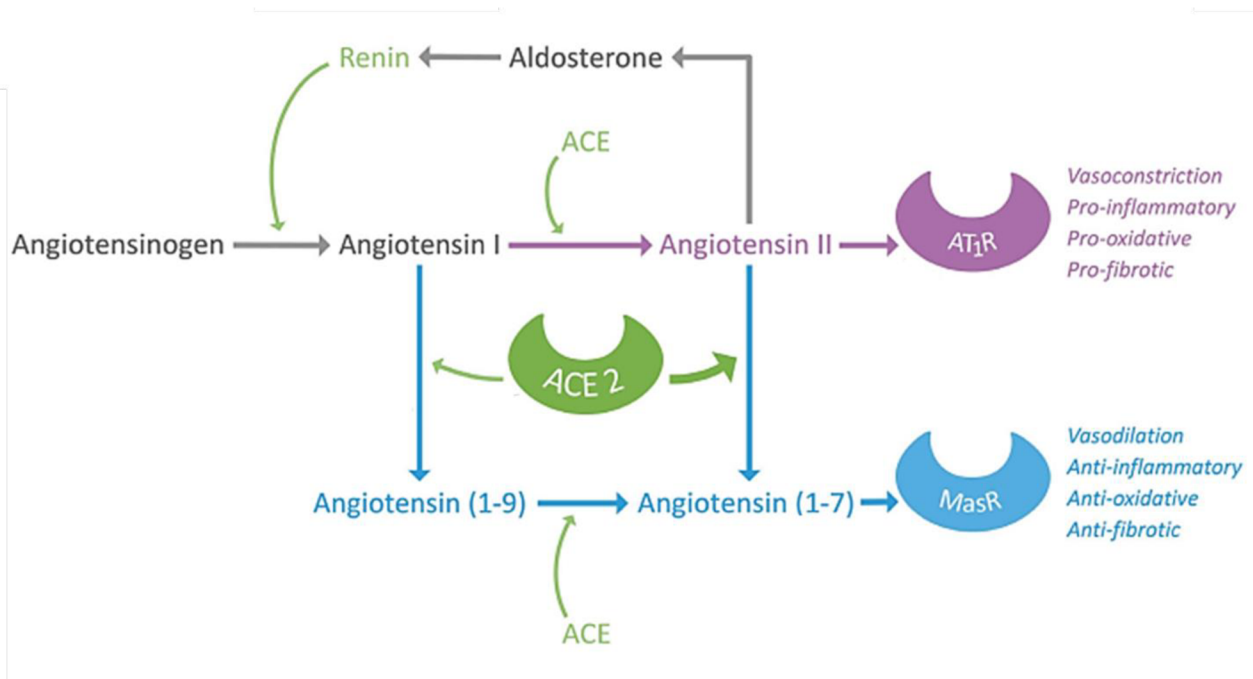 Renin
Aldosterone
ACE
Angiotensinogen
Angiotensin I
Angiotensin II
AT1R
Vasoconstriction
Pro-inflammatory
Pro-oxidative
Pro-fibrotic
ACE 2
Angiotensin (1-9)
Angiotensin (1-7)
MasR
Vasodilation
Anti-inflammatory
Anti-oxidative
Anti-fibrotic
ACE